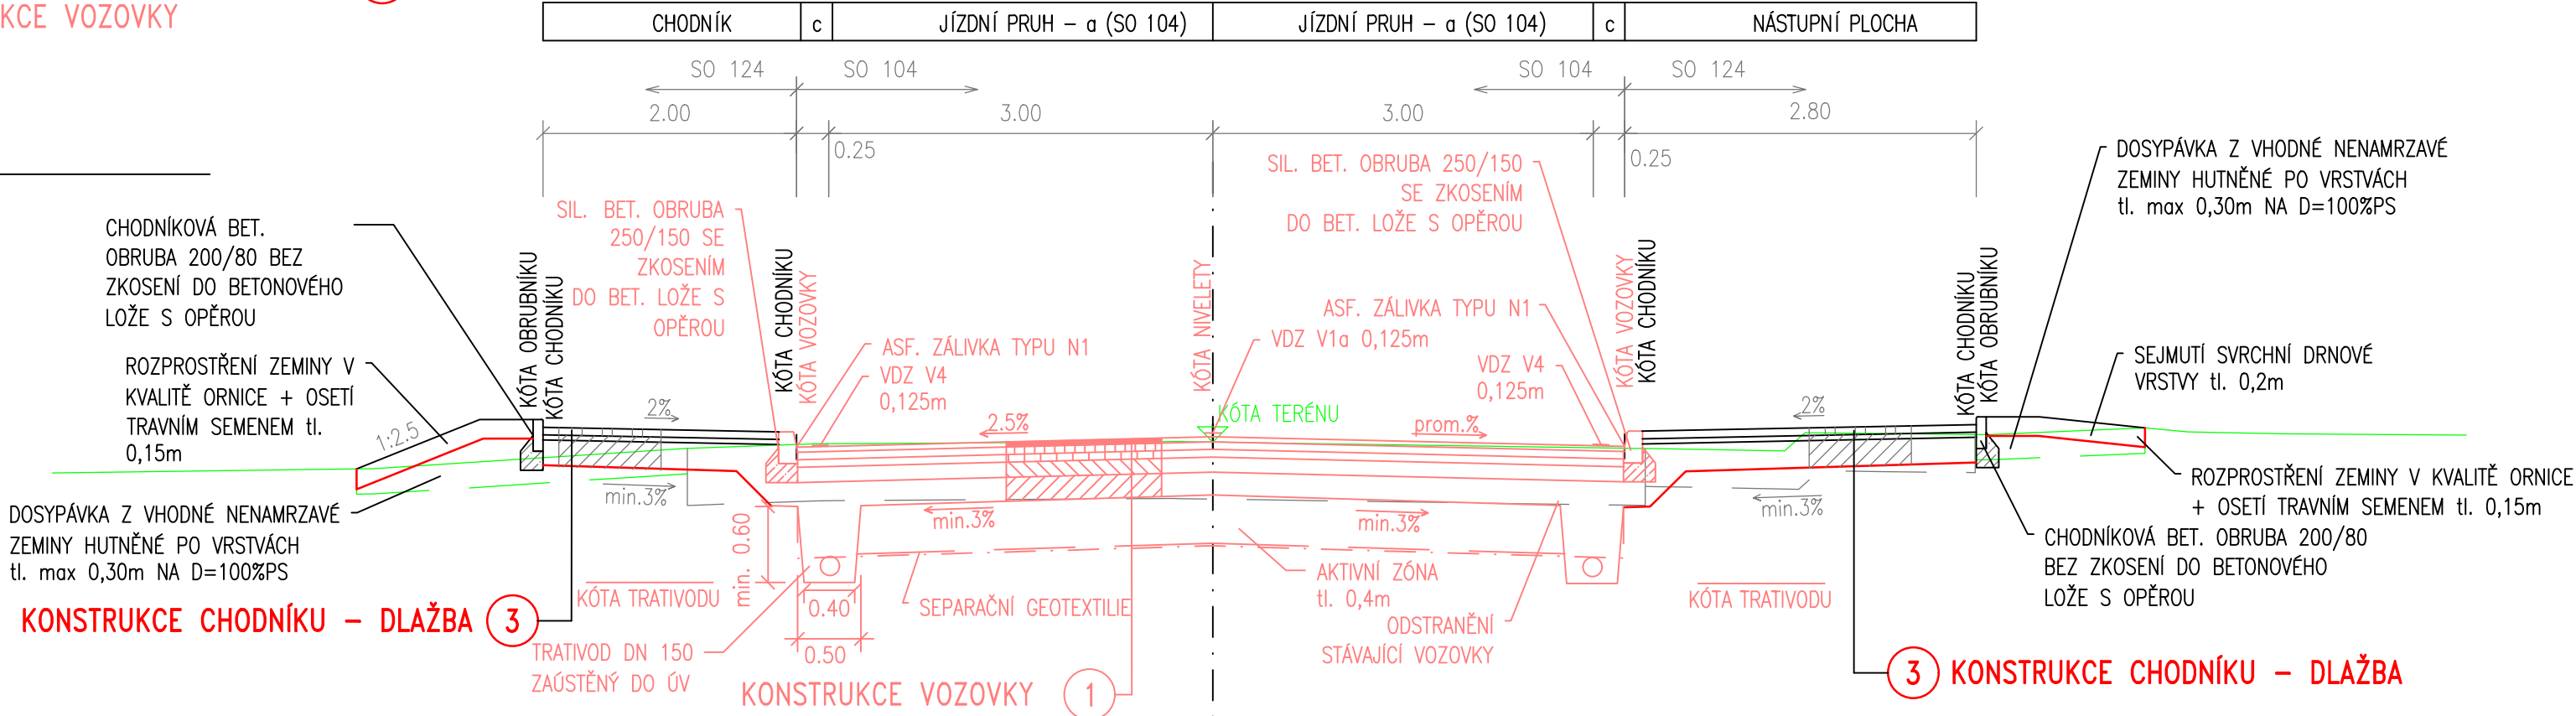 KCE VOZOVKY
CHODNÍK
c
JÍZDNÍ PRUH – a (SO 104)
JÍZDNÍ PRUH – a (SO 104)
c
NÁSTUPNÍ PLOCHA
SO 124
SO 104
SO 104
SO 124
2.00
3.00
3.00
2.80
0.25
0.25
CHODNÍKOVÁ BET.
OBRUBA 200/80 BEZ
ZKOSENÍ DO BETONOVÉHO
LOŽE S OPĚROU
ROZPROSTŘENÍ ZEMINY V
KVALITĚ ORNICE + OSETÍ
TRAVNÍM SEMENEM tl.
0,15m
DOSYPÁVKA Z VHODNÉ NENAMRZAVÉ
ZEMINY HUTNĚNÉ PO VRSTVÁCH
tl. max 0,30m NA D=100%PS
KONSTRUKCE CHODNÍKU – DLAŽBA
3
1:2.5
KÓTA OBRUBNÍKU
KÓTA CHODNÍKU
SIL. BET. OBRUBA
250/150 SE
ZKOSENÍM
DO BET. LOŽE S
OPĚROU
KÓTA CHODNÍKU
KÓTA VOZOVKY
2%
min.3%
ASF. ZÁLIVKA TYPU N1
VDZ V4
0,125m
2.5%
min.3%
min. 0.60
KÓTA TRATIVODU
0.40
0.50
TRATIVOD DN 150
ZAÚSTĚNÝ DO ÚV
SEPARAČNÍ GEOTEXTILIE
KONSTRUKCE VOZOVKY
1
KÓTA NIVELETY
SIL. BET. OBRUBA 250/150
SE ZKOSENÍM
DO BET. LOŽE S OPĚROU
ASF. ZÁLIVKA TYPU N1
VDZ V1a 0,125m
VDZ V4
0,125m
KÓTA TERÉNU
prom.%
min.3%
AKTIVNÍ ZÓNA
tl. 0,4m
ODSTRANĚNÍ
STÁVAJÍCÍ VOZOVKY
KÓTA VOZOVKY
KÓTA CHODNÍKU
2%
min.3%
KÓTA TRATIVODU
KÓTA CHODNÍKU
KÓTA OBRUBNÍKU
DOSYPÁVKA Z VHODNÉ NENAMRZAVÉ
ZEMINY HUTNĚNÉ PO VRSTVÁCH
tl. max 0,30m NA D=100%PS
SEJMUTÍ SVRCHNÍ DRNOVÉ
VRSTVY tl. 0,2m
ROZPROSTŘENÍ ZEMINY V KVALITĚ ORNICE
+ OSETÍ TRAVNÍM SEMENEM tl. 0,15m
CHODNÍKOVÁ BET. OBRUBA 200/80
BEZ ZKOSENÍ DO BETONOVÉHO
LOŽE S OPĚROU
3
KONSTRUKCE CHODNÍKU – DLAŽBA